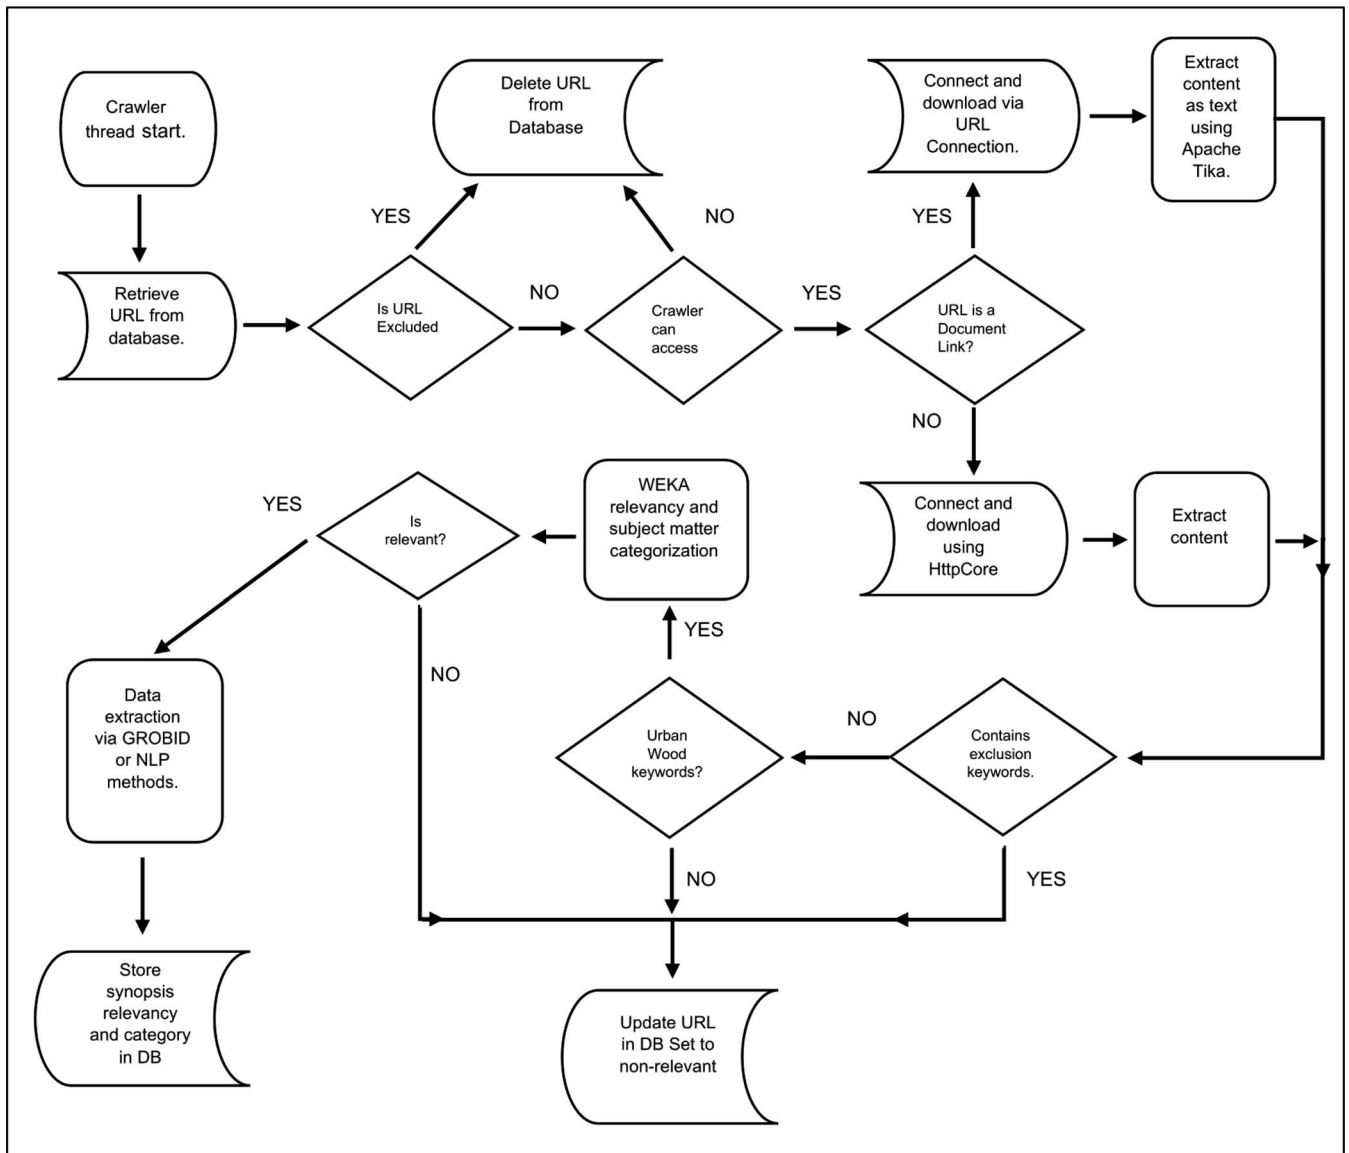 Crawler
thread start.
Delete URL
from
Database
Connect and
download via
URL
Connection.
Extract
content
as text
using
Apache
Tika.
YES
NO
YES
Retrieve
URL from
database.
Is URL
Excluded
NO
Crawler
can
access
YES
URL is a
Document
Link?
NO
YES
Is
relevant?
WEKA
relevancy and
subject matter
categorization
Connect and
download
using
HttpCore
Extract
content
YES
NO
Data
extraction
via GROBID
or NLP
methods.
Urban
Wood
keywords?
NO
Contains
exclusion
keywords.
NO
YES
Store
synopsis
relevancy
and category
in DB
Update URL
in DB Set to
non-relevant